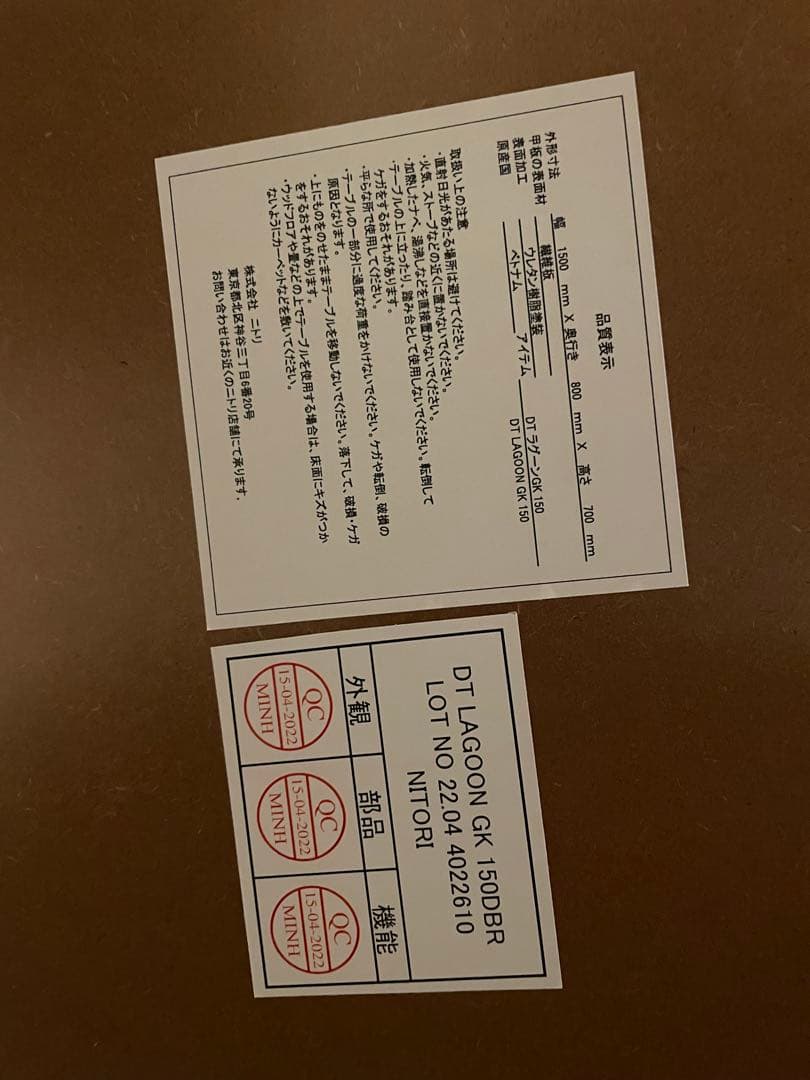 品質表示
外形寸法 幅 1500 mm X 奥行き 800 mm X 高さ 700 mm
甲板の表面材 繊維板
表面加工 ウレタン樹脂塗装 アイテム DT ラグーンGK 150
原産国 ベトナム DT LAGOON GK 150
取扱い上の注意
・直射日光があたる場所は避けてください。
・火気、ストーブなどの近くに置かないでください。
・加熱したナベ、湯沸しなどを直接置かないでください。
・テーブルの上に立ったり、踏み台として使用しないでください。転倒して
ケガをするおそれがあります。
・平らな所で使用してください。
・テーブルの一部分に過度な荷重をかけないでください。ケガや転倒、破損の
原因となります。
・上にものをのせたままテーブルを移動しないでください。落下して、破損・ケガ
をするおそれがあります。
・ウッドフロアや畳などの上でテーブルを使用する場合は、床面にキズがつか
ないようにカーペットなどを敷いてください。
株式会社 ニトリ
東京都北区神谷三丁目6番20号
お問い合わせはお近くのニトリ店舗にて承ります.
DT LAGOON GK 150DBR
LOT NO 22.04 4022610
NITORI
外観 部品 機能
QC QC QC
15-04-2022 15-04-2022 15-04-2022
MINH MINH MINH